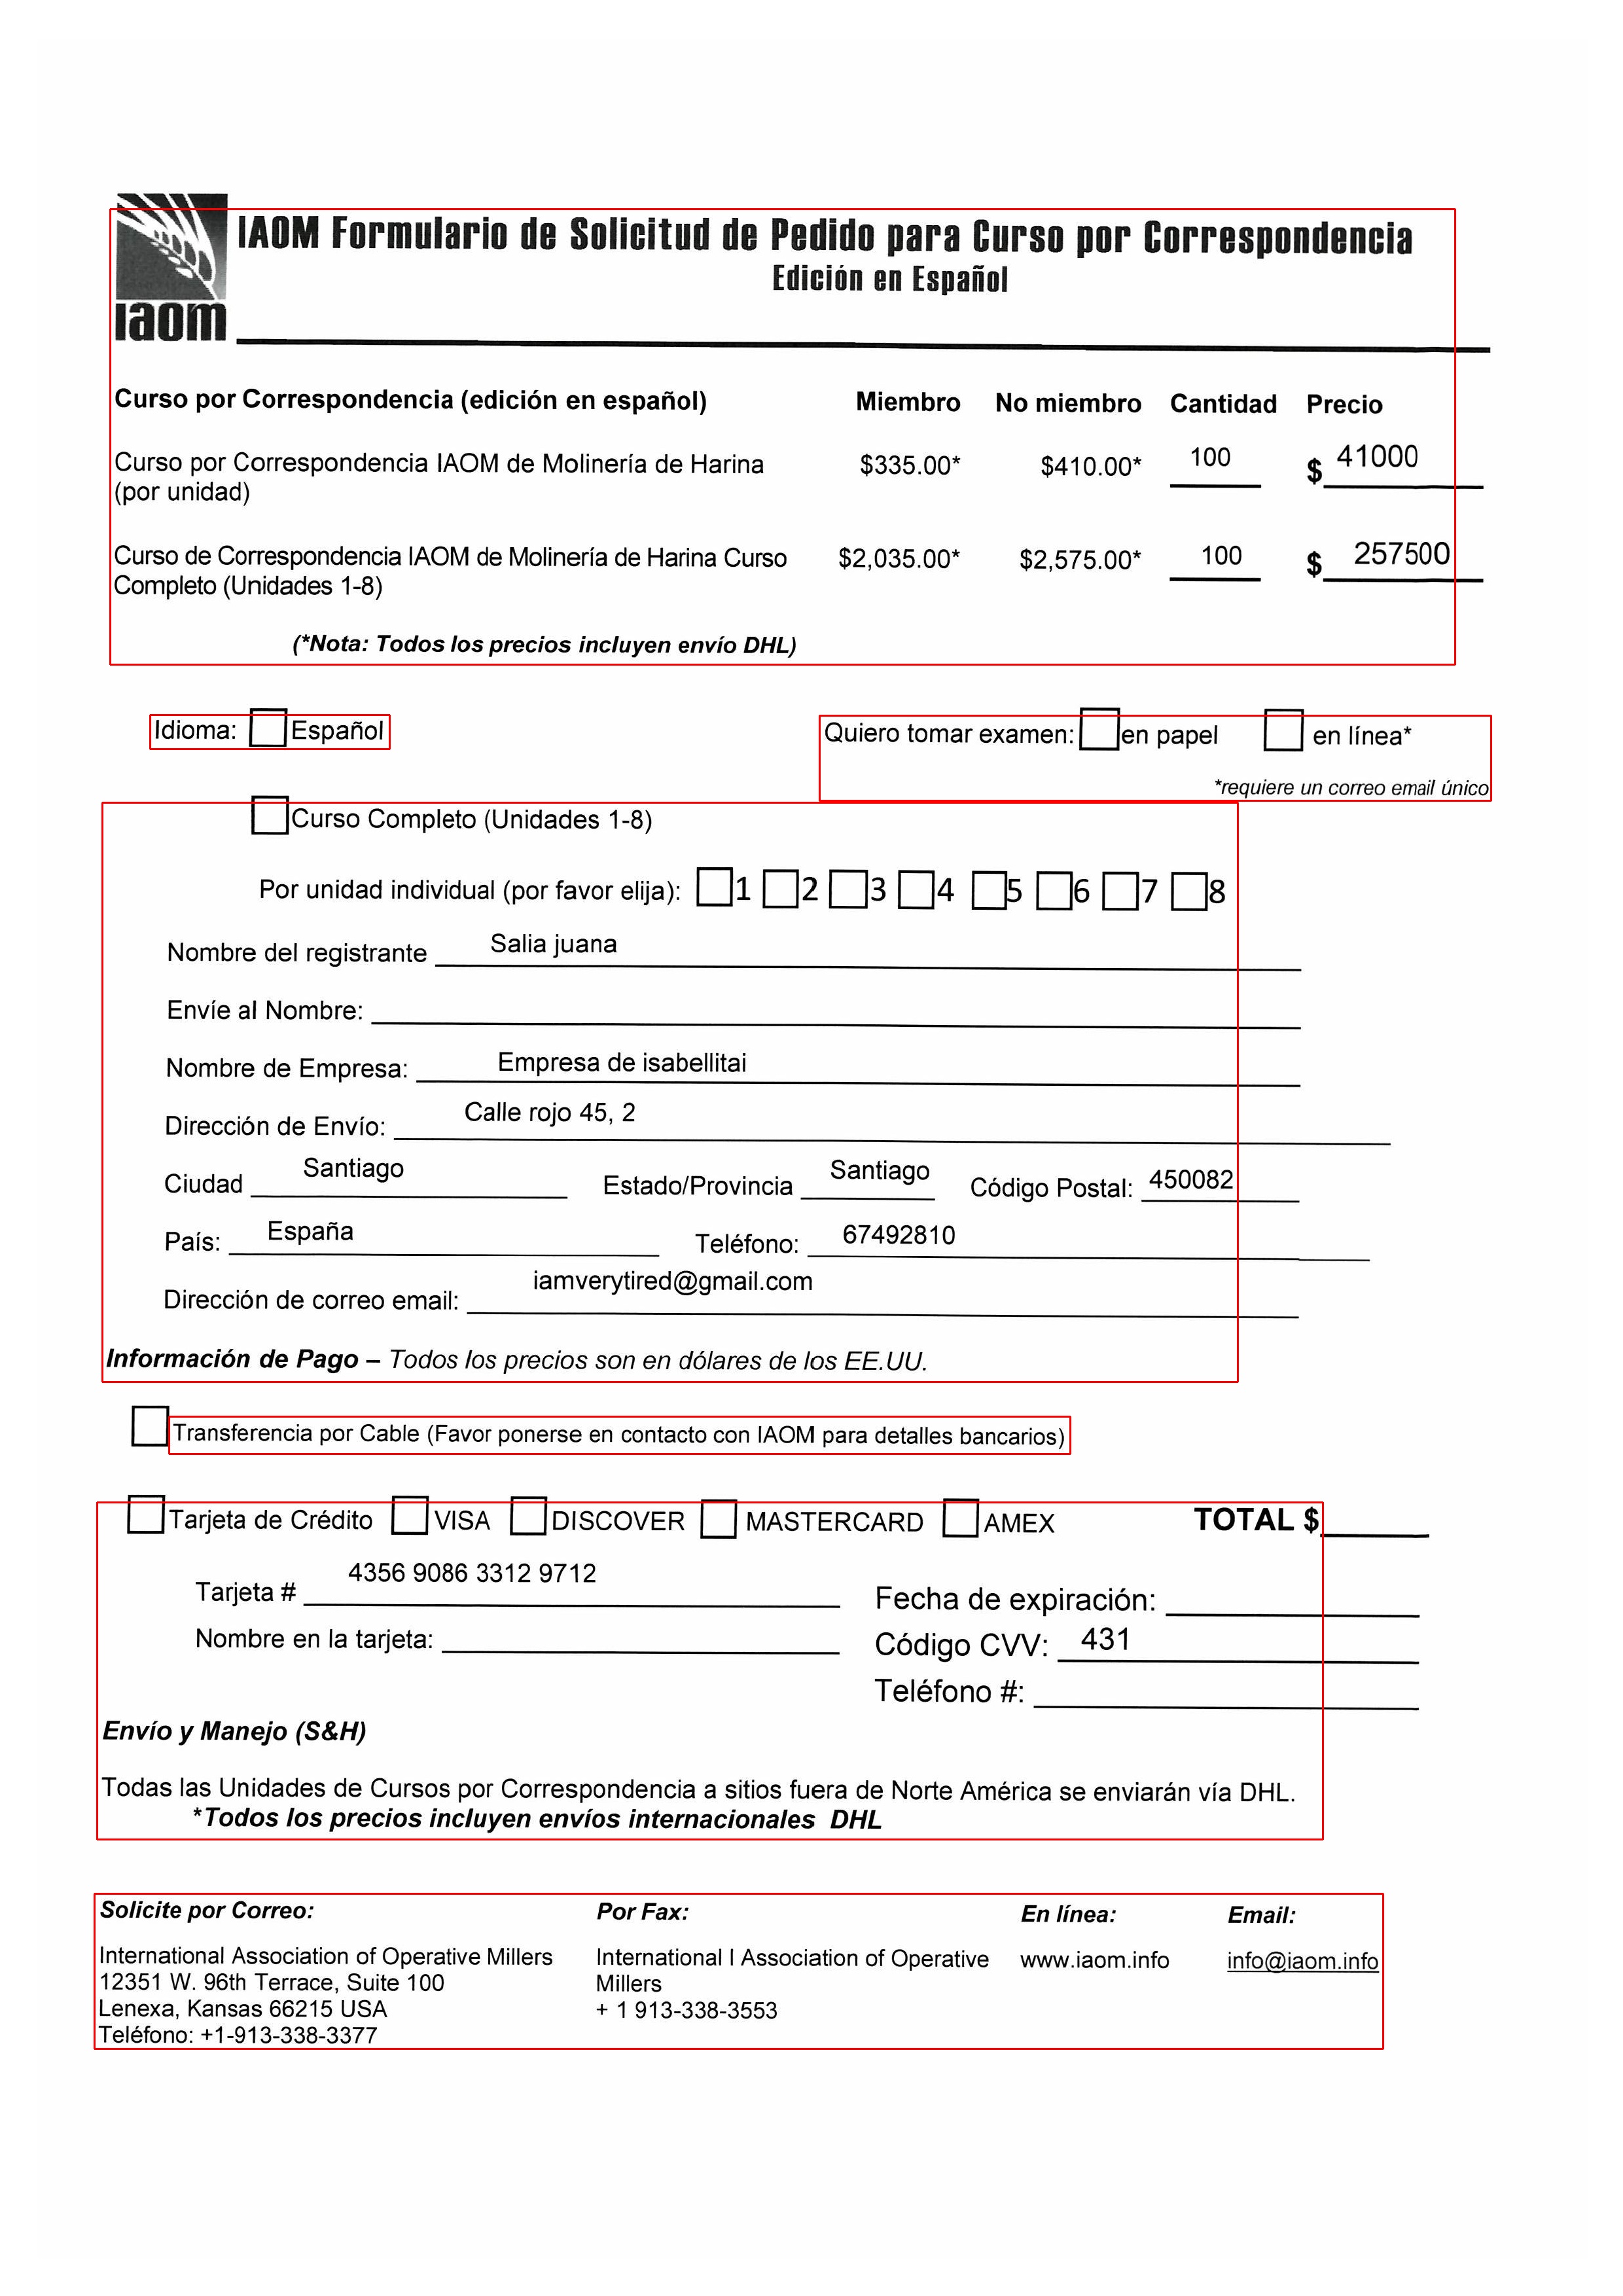 IAOM Formulario de Solicitud de Pedido para Curso por Correspondencia
Edición en Español
iaom
Curso por Correspondencia (edición en español) Miembro No miembro Cantidad Precio
Curso por Correspondencia IAOM de Molinería de Harina $335.00* $410.00* 100 $ 41000
(por unidad)
Curso de Correspondencia IAOM de Molinería de Harina Curso $2,035.00* $2,575.00* 100 $ 257500
Completo (Unidades 1-8)
(*Nota: Todos los precios incluyen envío DHL)
Idioma: Español Quiero tomar examen: en papel en línea*
*requiere un correo email único
Curso Completo (Unidades 1-8)
Por unidad individual (por favor elija): 1 2 3 4 5 6 7 8
Nombre del registrante Salia juana
Envíe al Nombre:
Nombre de Empresa: Empresa de isabellitai
Dirección de Envío: Calle rojo 45, 2
Ciudad Santiago Estado/Provincia Santiago Código Postal: 450082
País: España Teléfono: 67492810
Dirección de correo email: iamverytired@gmail.com
Información de Pago – Todos los precios son en dólares de los EE.UU.
Transferencia por Cable (Favor ponerse en contacto con IAOM para detalles bancarios)
Tarjeta de Crédito VISA DISCOVER MASTERCARD AMEX TOTAL $
Tarjeta # 4356 9086 3312 9712 Fecha de expiración:
Nombre en la tarjeta: Código CVV: 431
Teléfono #:
Envío y Manejo (S&H)
Todas las Unidades de Cursos por Correspondencia a sitios fuera de Norte América se enviarán vía DHL.
*Todos los precios incluyen envíos internacionales DHL
Solicite por Correo: Por Fax: En línea: Email:
International Association of Operative Millers International l Association of Operative www.iaom.info info@iaom.info
12351 W. 96th Terrace, Suite 100 Millers
Lenexa, Kansas 66215 USA + 1 913-338-3553
Teléfono: +1-913-338-3377